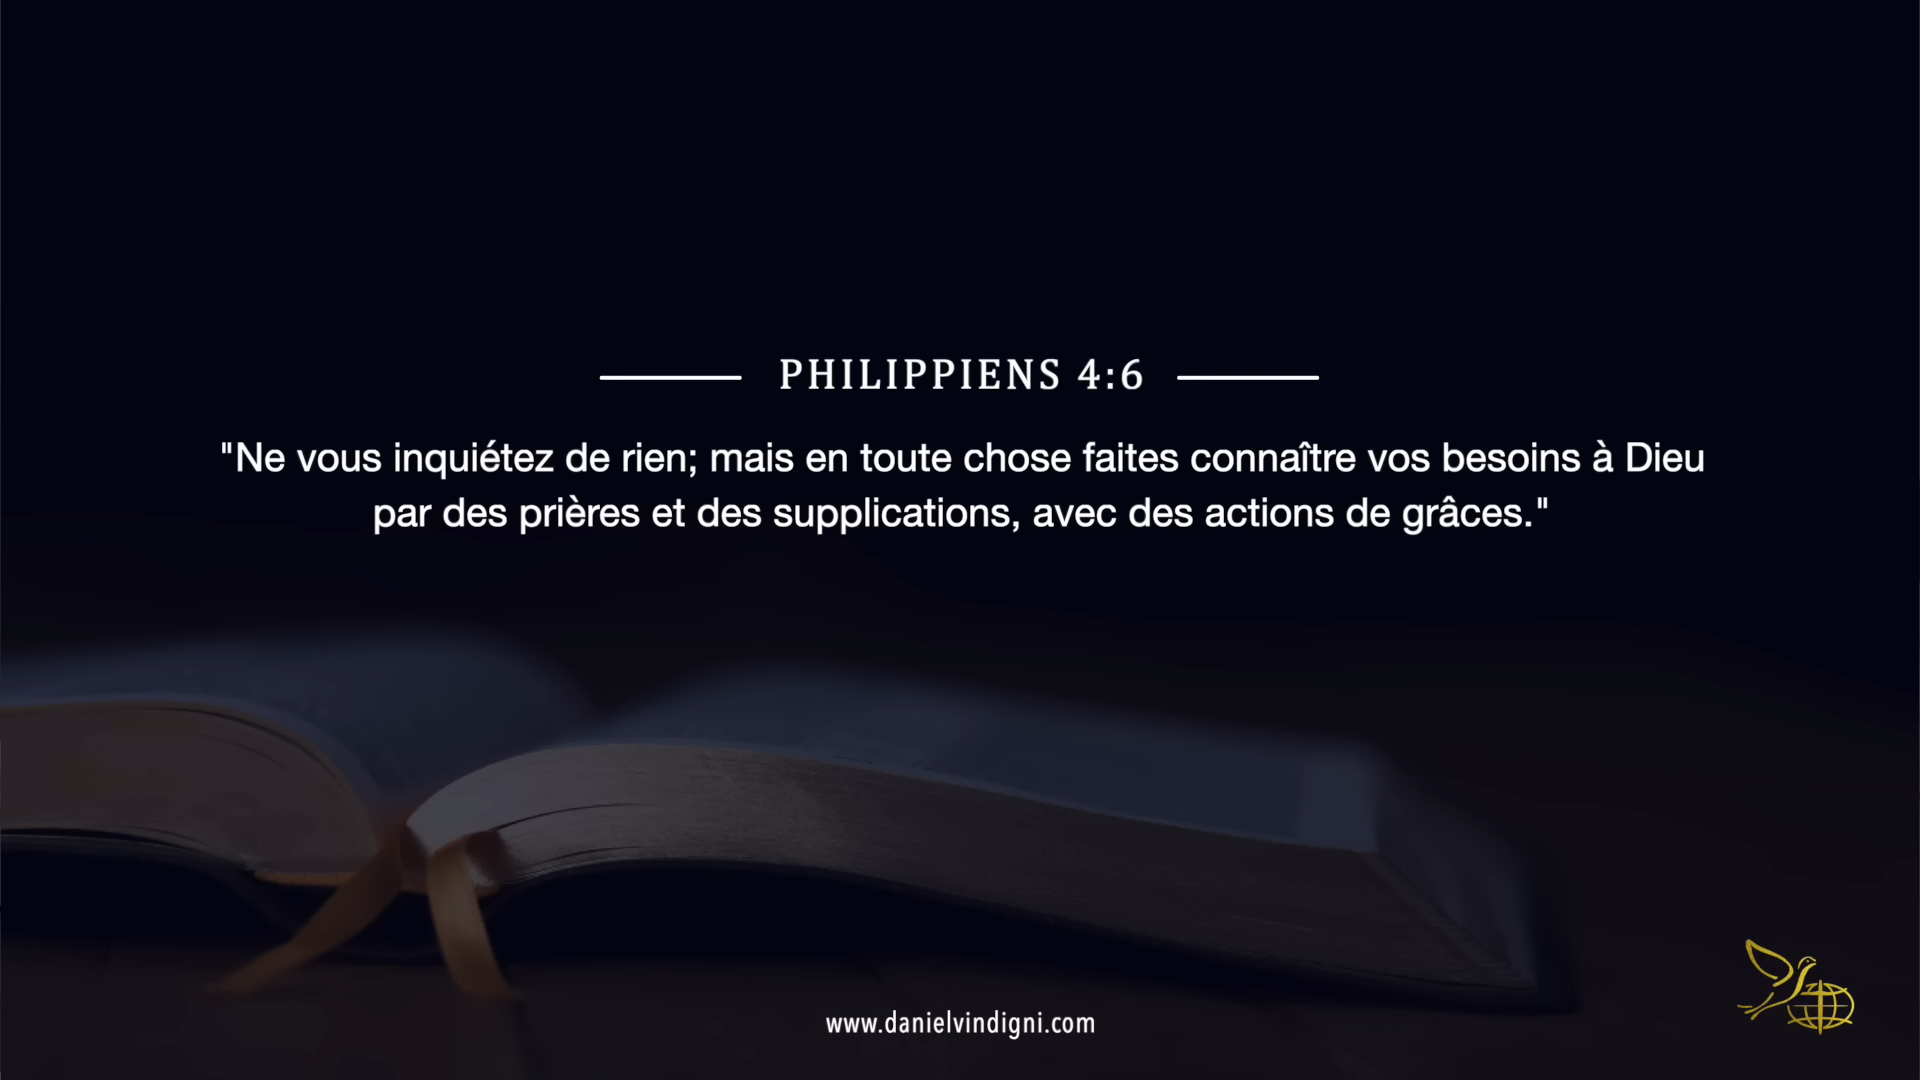 PHILIPPIENS 4:6
"Ne vous inquiétez de rien; mais en toute chose faites connaître vos besoins à Dieu
par des prières et des supplications, avec des actions de grâces."
www.danielvindigni.com